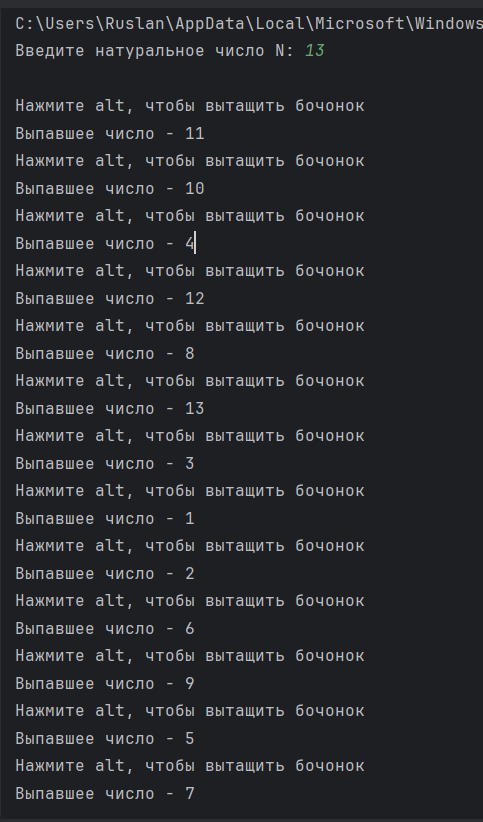 C:\Users\Ruslan\AppData\Local\Microsoft\Windows
Введите натуральное число N: 13
Нажмите alt, чтобы вытащить бочонок
Выпавшее число - 11
Нажмите alt, чтобы вытащить бочонок
Выпавшее число - 10
Нажмите alt, чтобы вытащить бочонок
Выпавшее число - 4
Нажмите alt, чтобы вытащить бочонок
Выпавшее число - 12
Нажмите alt, чтобы вытащить бочонок
Выпавшее число - 8
Нажмите alt, чтобы вытащить бочонок
Выпавшее число - 13
Нажмите alt, чтобы вытащить бочонок
Выпавшее число - 3
Нажмите alt, чтобы вытащить бочонок
Выпавшее число - 1
Нажмите alt, чтобы вытащить бочонок
Выпавшее число - 2
Нажмите alt, чтобы вытащить бочонок
Выпавшее число - 6
Нажмите alt, чтобы вытащить бочонок
Выпавшее число - 9
Нажмите alt, чтобы вытащить бочонок
Выпавшее число - 5
Нажмите alt, чтобы вытащить бочонок
Выпавшее число - 7